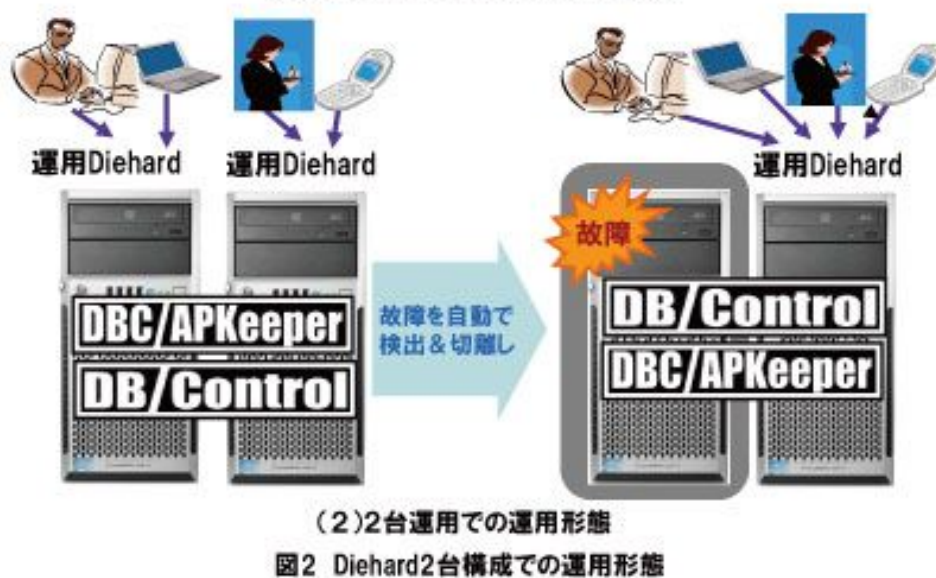 運用Diehard
運用Diehard
運用Diehard
故障
DBC/APKeeper
DB/Control
故障を自動で
検出&切離し
DB/Control
DBC/APKeeper
(2)2台運用での運用形態
図2 Diehard2台構成での運用形態